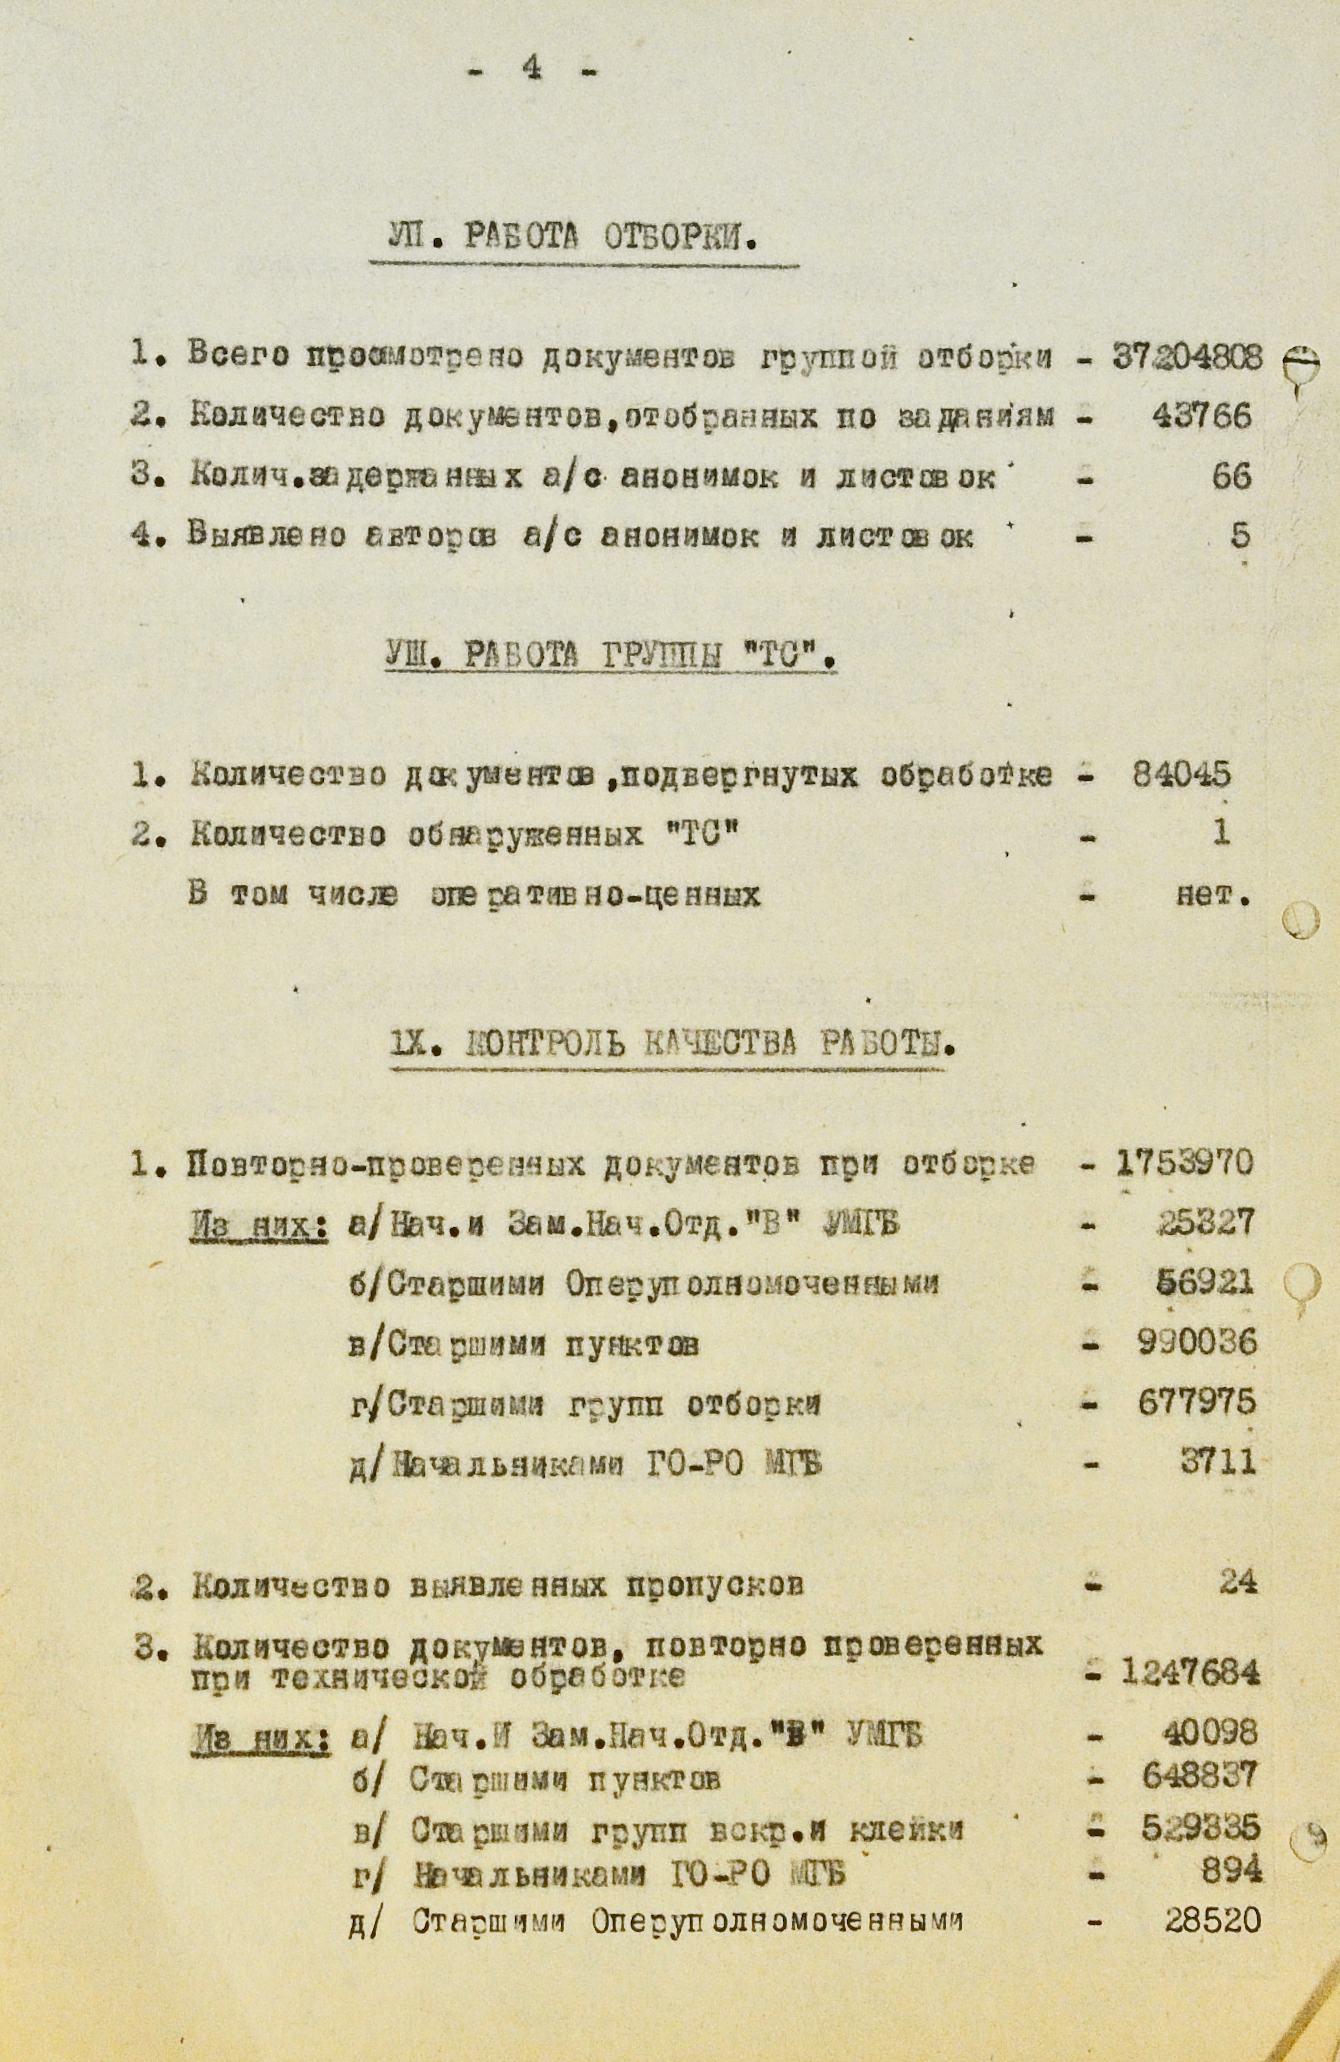 - 4 -
УП. РАБОТА ОТБОРКИ.
1. Всего просмотрено документов группой отборки - 37204808
2. Количество документов,отобранных по заданиям - 43766
3. Колич.задержанных а/с анонимок и листовок - 66
4. Выявлено авторов а/с анонимок и листовок - 5
УШ. РАБОТА ГРУППЫ "ТС".
1. Количество документов,подвергнутых обработке - 84045
2. Количество обнаруженных "ТС" - 1
В том числе оперативно-ценных - нет.
1Х. КОНТРОЛЬ КАЧЕСТВА РАБОТЫ.
1. Повторно-проверенных документов при отборке - 1753970
Из них: а/Нач.и Зам.Нач.Отд."В" УМГБ - 25327
б/Старшими Оперуполномоченными - 56921
в/Старшими пунктов - 990036
г/Старшими групп отборки - 677975
д/Начальниками ГО-РО МГБ - 3711
2. Количество выявленных пропусков - 24
3. Количество документов, повторно проверенных
при технической обработке - 1247684
Из них: а/ Нач.И Зам.Нач.Отд."В" УМГБ - 40098
б/ Старшими пунктов - 648837
в/ Старшими групп вскр.и клейки - 529335
г/ Начальниками ГО-РО МГБ - 894
д/ Старшими Оперуполномоченными - 28520